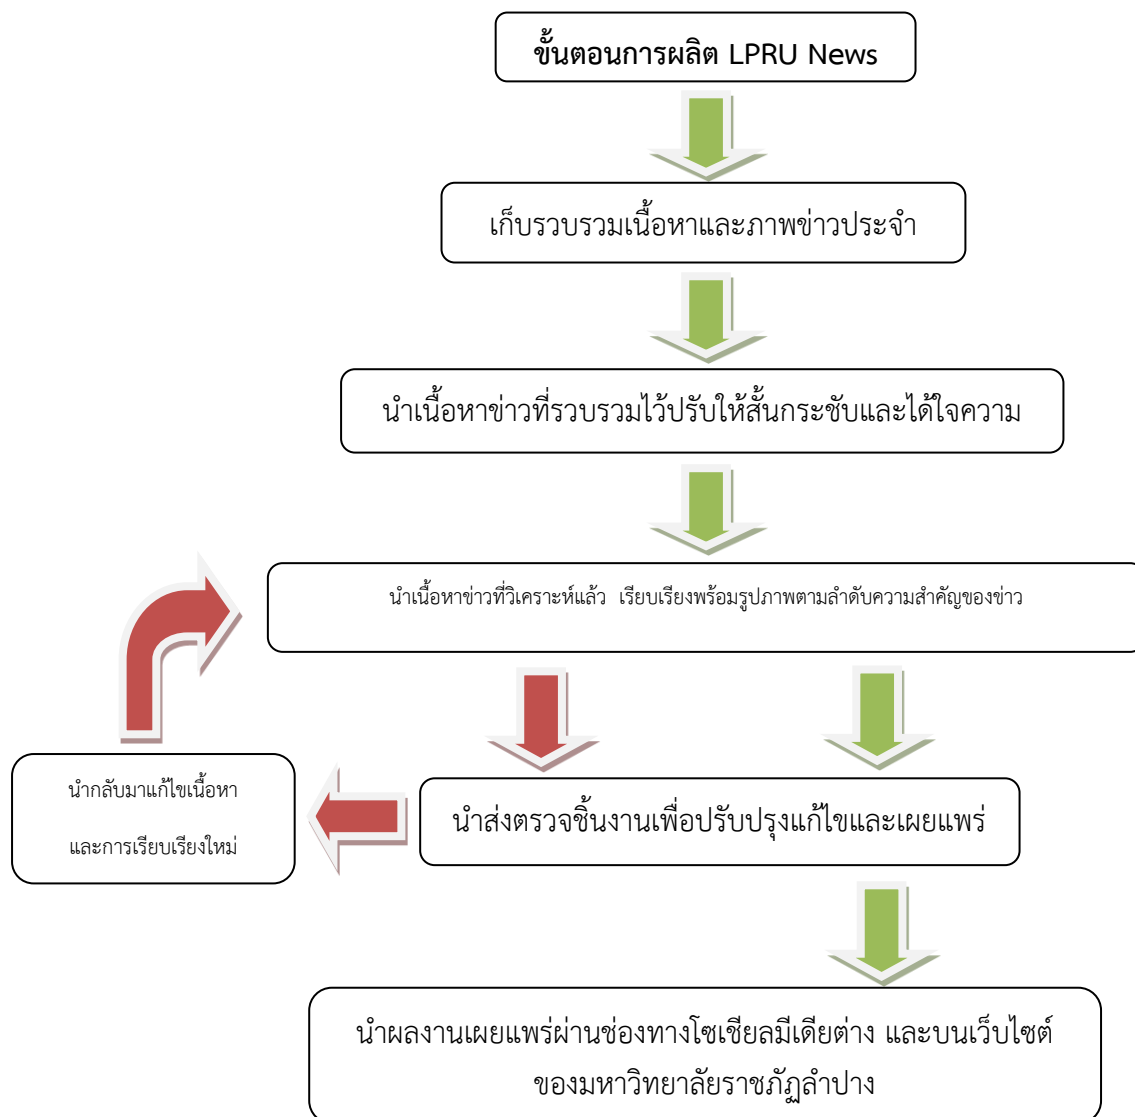 ขั้นตอนการผลิต LPRU News
เก็บรวบรวมเนื้อหาและภาพข่าวประจำ
นำเนื้อหาข่าวที่รวบรวมไว้ปรับให้สั้นกระชับและได้ใจความ
นำเนื้อหาข่าวที่วิเคราะห์แล้ว เรียบเรียงพร้อมรูปภาพตามลำดับความสำคัญของข่าว
นำส่งตรวจชิ้นงานเพื่อปรับปรุงแก้ไขและเผยแพร่
นำกลับมาแก้ไขเนื้อหา
และการเรียบเรียงใหม่
นำผลงานเผยแพร่ผ่านช่องทางโซเชียลมีเดียต่าง และบนเว็บไซต์
ของมหาวิทยาลัยราชภัฏลำปาง